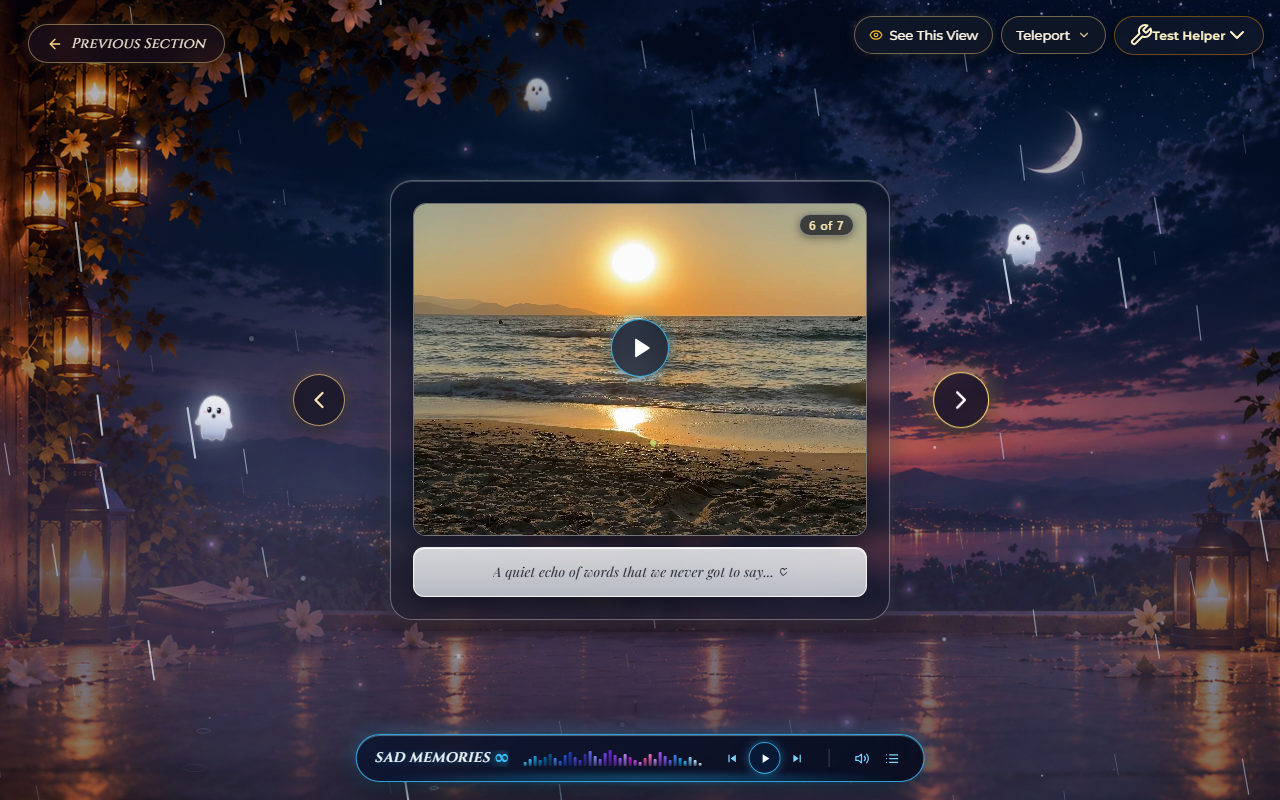 Previous Section
See This View
Teleport
Test Helper
6 of 7
A quiet echo of words that we never got to say... ♡
SAD MEMORIES ∞